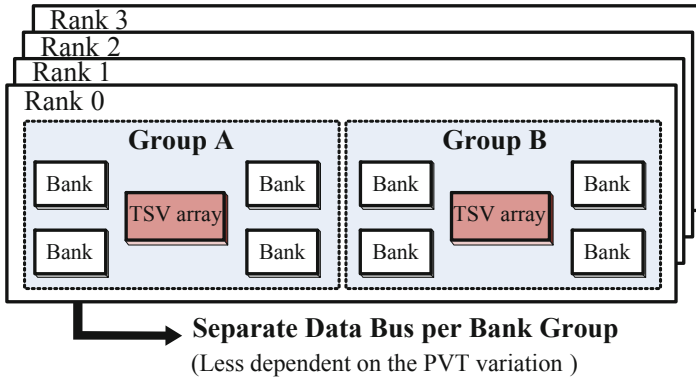 Rank 3
Rank 2
Rank 1
Rank 0
Group A
Group B
Bank
Bank
Bank
Bank
TSV array
TSV array
Bank
Bank
Bank
Bank
Separate Data Bus per Bank Group
(Less dependent on the PVT variation )